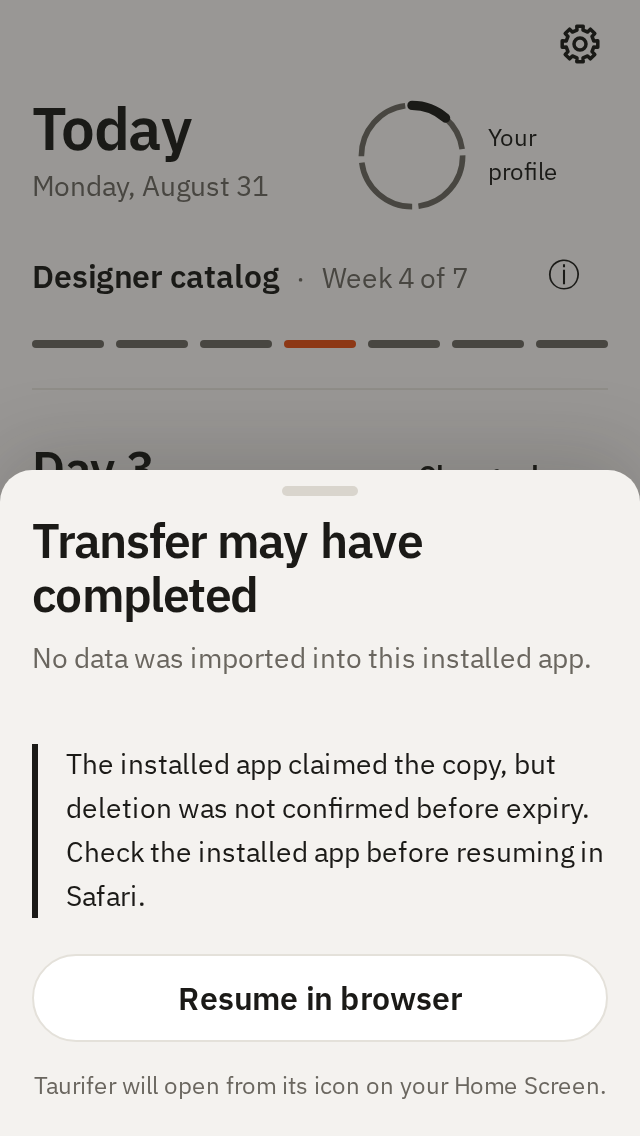 Today
Monday, August 31
Your
profile
Designer catalog · Week 4 of 7
Day 3
Transfer may have
completed
No data was imported into this installed app.
The installed app claimed the copy, but
deletion was not confirmed before expiry.
Check the installed app before resuming in
Safari.
Resume in browser
Taurifer will open from its icon on your Home Screen.